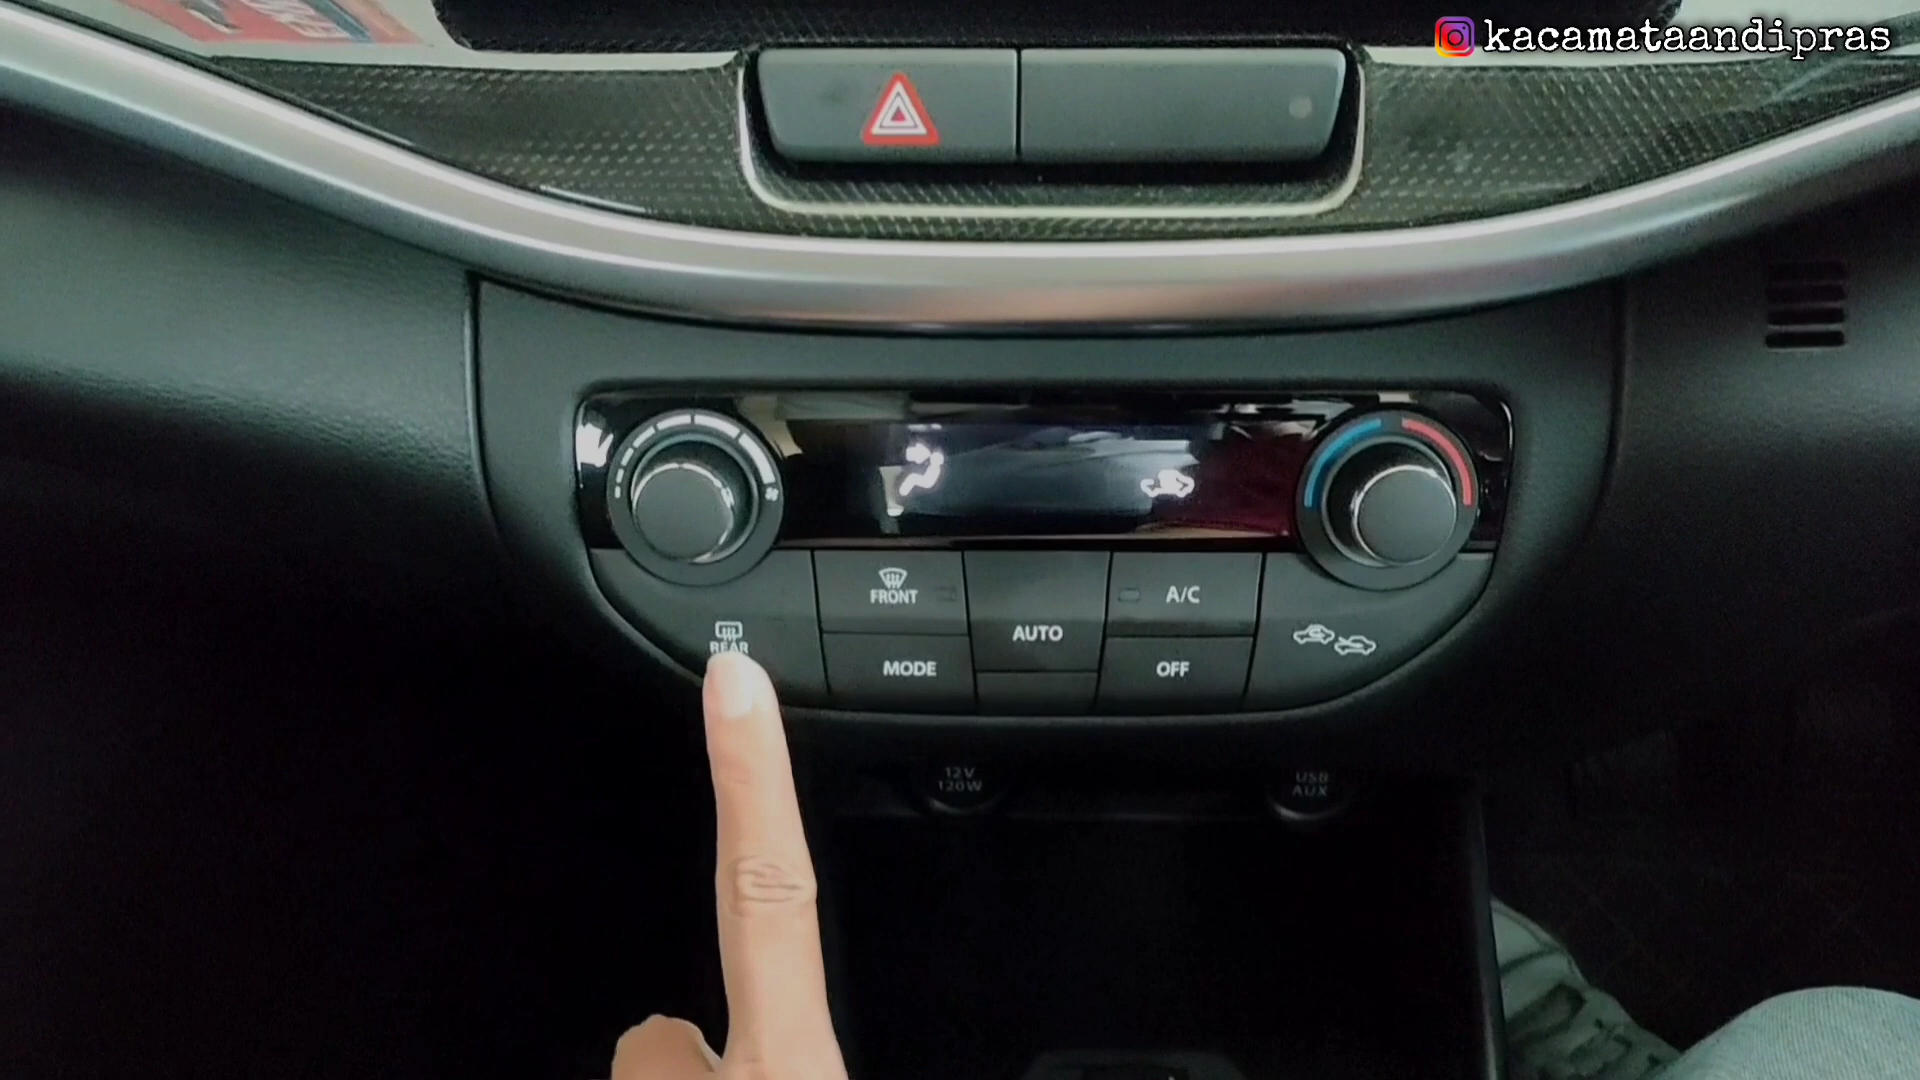 kacamataandipras
FRONT
A/C
REAR
MODE
AUTO
OFF
12V
120W
USB
AUX